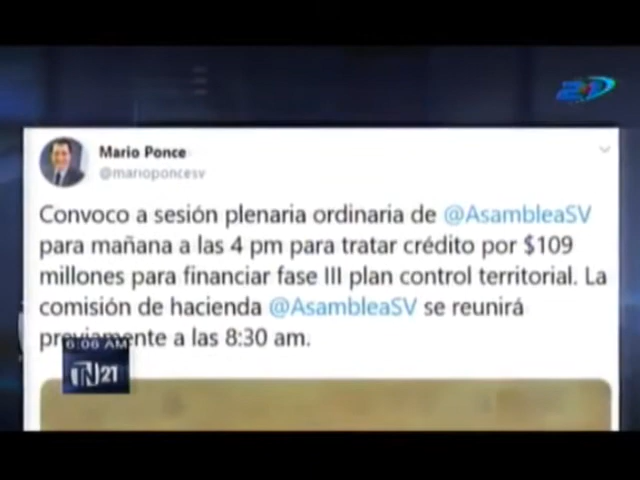 21
Mario Ponce
@marioponcesv
Convoco a sesión plenaria ordinaria de @AsambleaSV
para mañana a las 4 pm para tratar crédito por $109
millones para financiar fase III plan control territorial. La
comisión de hacienda @AsambleaSV se reunirá
previamente a las 8:30 am.
6:06 AM
TN21